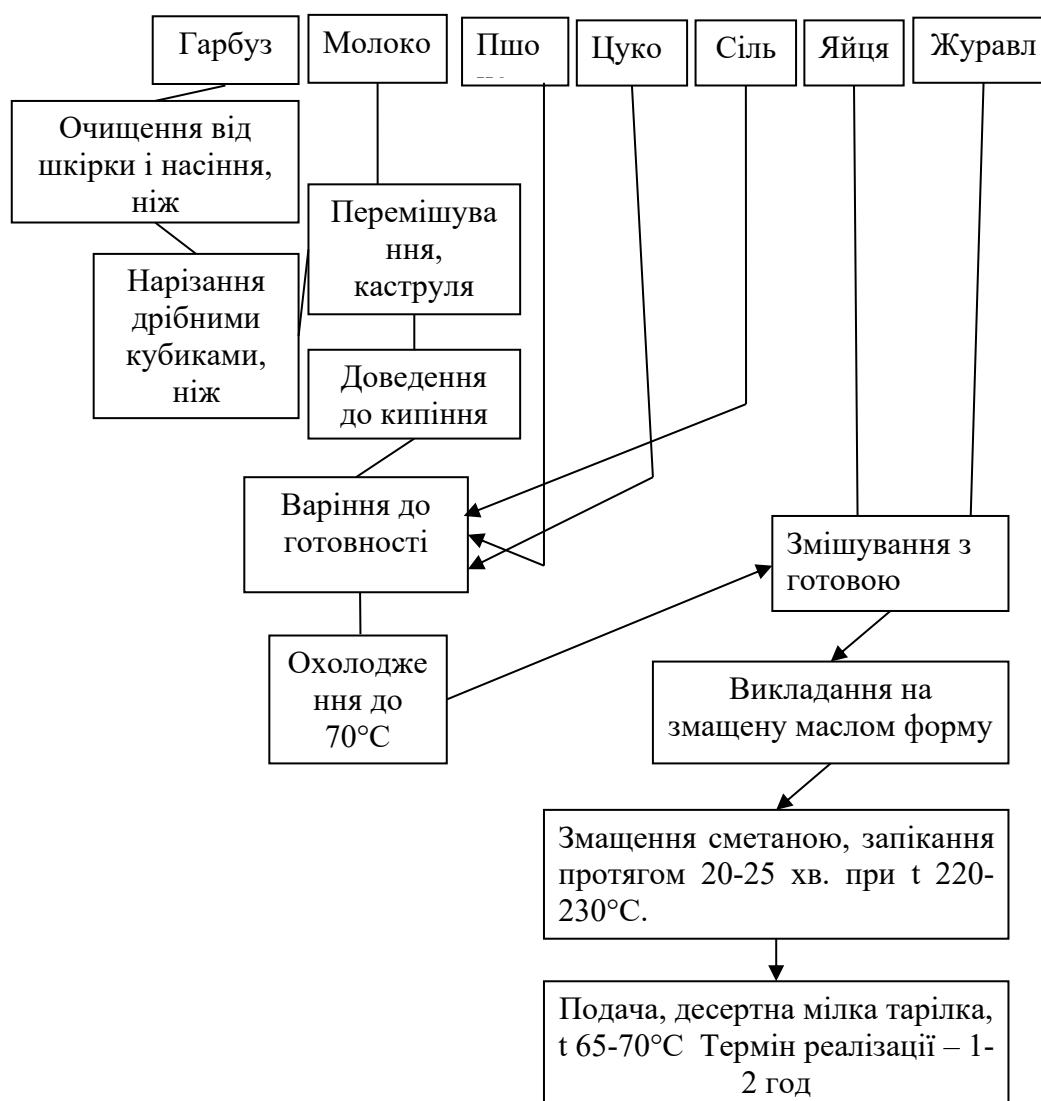 Гарбуз
Молоко
Пшо
Цуко
Сіль
Яйця
Журавл
Очищення від
шкірки і насіння,
ніж
Перемішува
ння,
каструля
Нарізання
дрібними
кубиками,
ніж
Доведення
до кипіння
Варіння до
готовності
Змішування з
готовою
Охолодже
ння до
70°С
Викладання на
змащену маслом форму
Змащення сметаною, запікання
протягом 20-25 хв. при t 220-
230°С.
Подача, десертна мілка тарілка,
t 65-70°С Термін реалізації – 1-
2 год